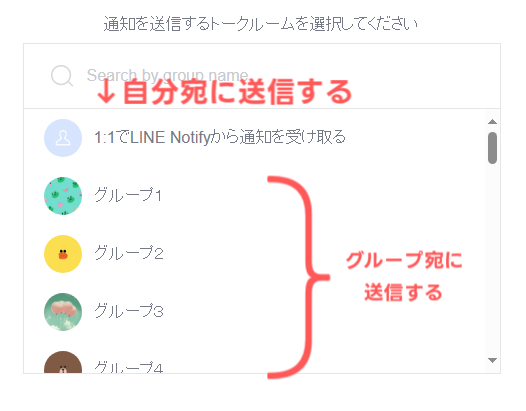 通知を送信するトークルームを選択してください
Search by group name
↓自分宛に送信する
1:1でLINE Notifyから通知を受け取る
グループ1
グループ2
グループ3
グループ宛に
送信する
グループ4